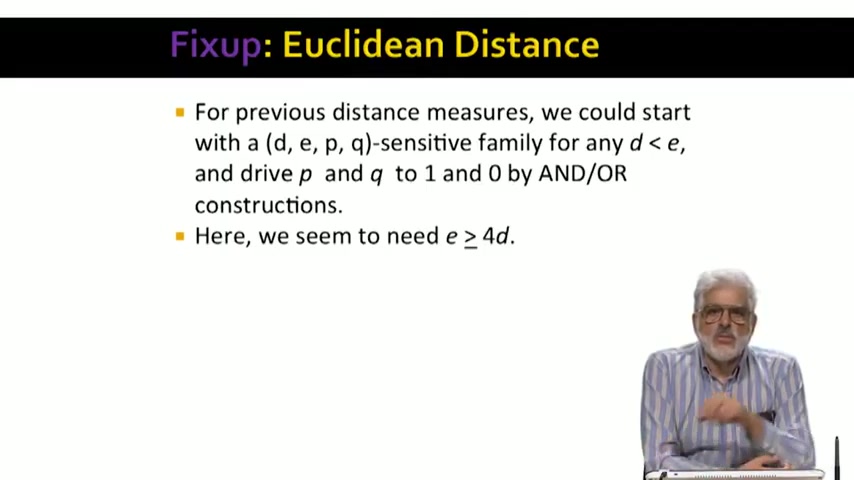 Fixup: Euclidean Distance
▪ For previous distance measures, we could start
with a (d, e, p, q)-sensitive family for any d < e,
and drive p and q to 1 and 0 by AND/OR
constructions.
▪ Here, we seem to need e ≥ 4d.